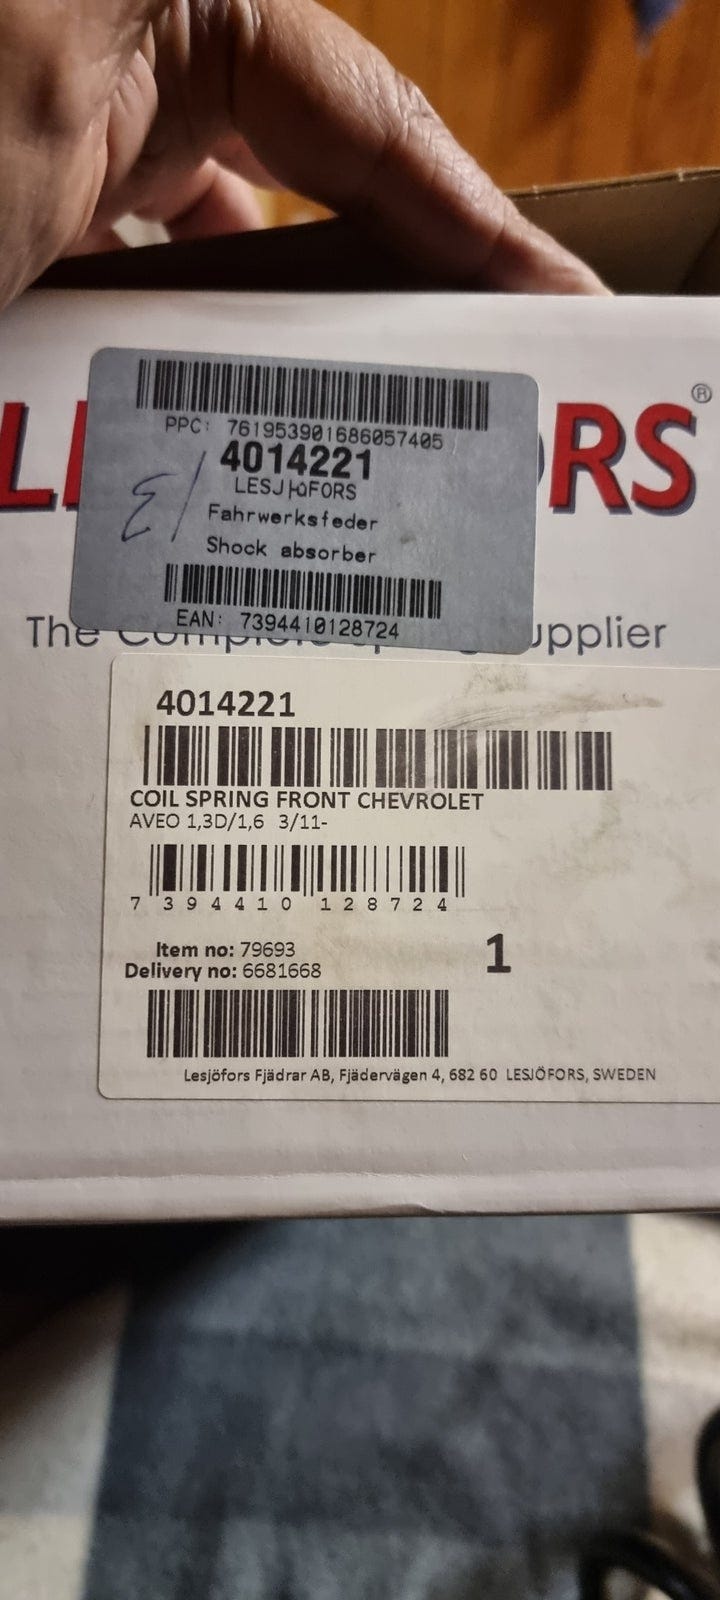 RS®
PPC: 761953901686057405
4014221
LESJöFORS
Fahrwerksfeder
Shock absorber
EAN: 7394410128724
The
4014221
COIL SPRING FRONT CHEVROLET
AVEO 1,3D/1,6 3/11-
7 394410 128724
Item no: 79693
1
Delivery no: 6681668
Lesjöfors Fjädrar AB, Fjädervägen 4, 682 60 LESJÖFORS, SWEDEN